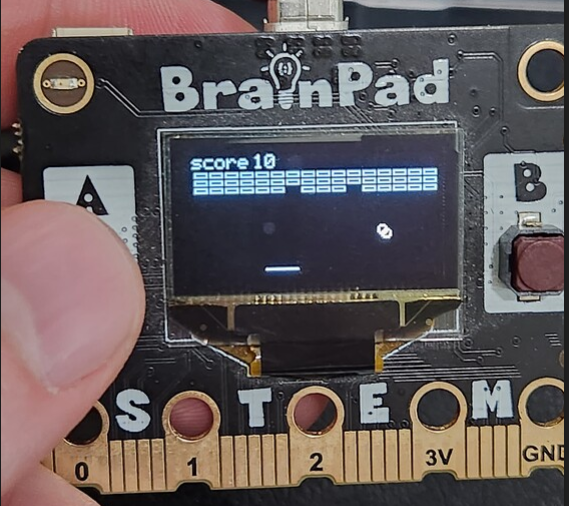 BrainPad
score 10
A
B
S T E M
0 1 2 3V GND